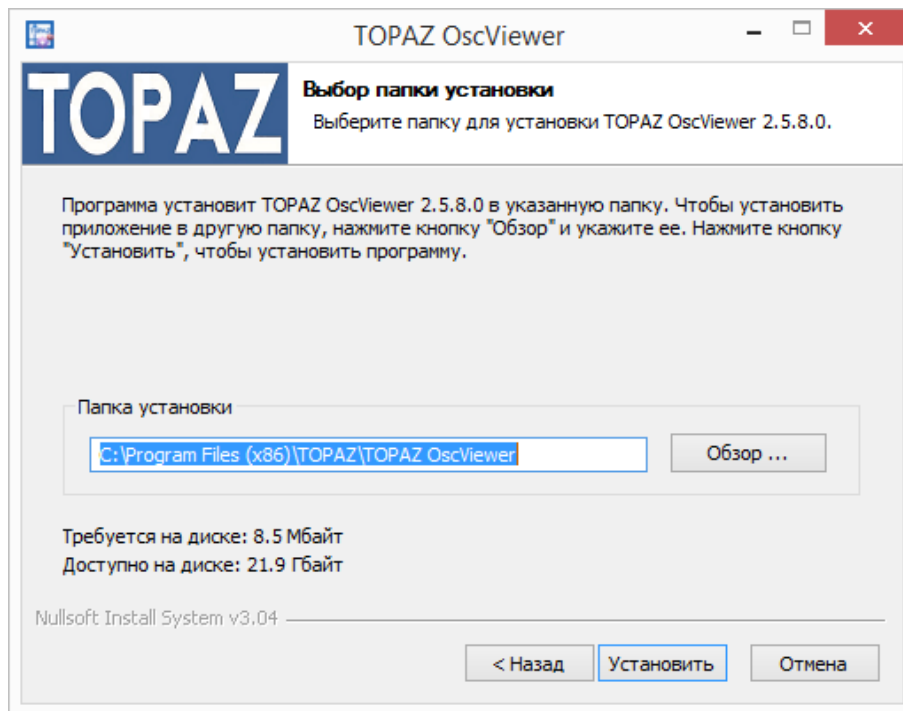 TOPAZ OscViewer
TOPAZ
Выбор папки установки
Выберите папку для установки TOPAZ OscViewer 2.5.8.0.
Программа установит TOPAZ OscViewer 2.5.8.0 в указанную папку. Чтобы установить
приложение в другую папку, нажмите кнопку "Обзор" и укажите ее. Нажмите кнопку
"Установить", чтобы установить программу.
Папка установки
C:\Program Files (x86)\TOPAZ\TOPAZ OscViewer
Обзор ...
Требуется на диске: 8.5 Мбайт
Доступно на диске: 21.9 Гбайт
Nullsoft Install System v3.04
< Назад
Установить
Отмена